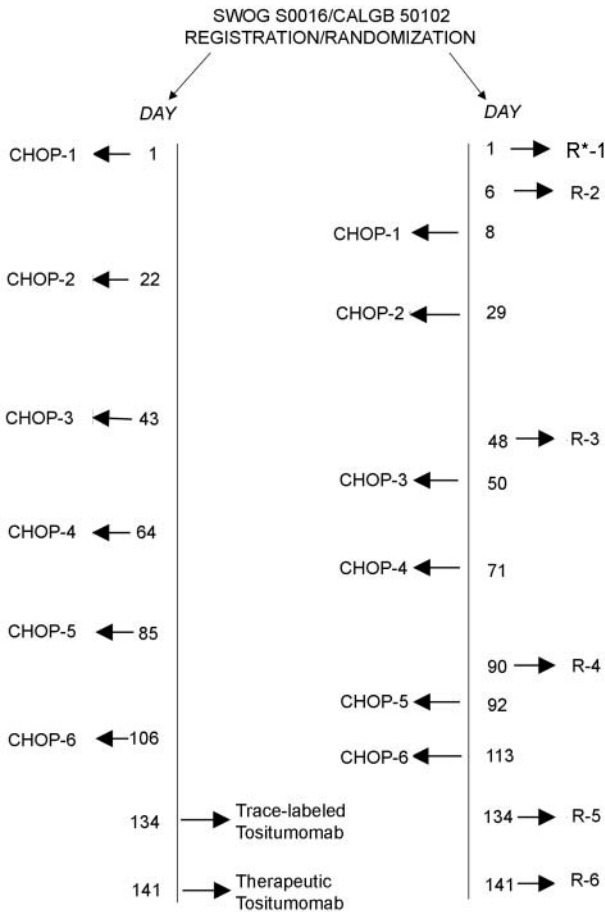 SWOG S0016/CALGB 50102
REGISTRATION/RANDOMIZATION
DAY
CHOP-1 1
CHOP-2 22
CHOP-3 43
CHOP-4 64
CHOP-5 85
CHOP-6 106
134 Trace-labeled
Tositumomab
141 Therapeutic
Tositumomab
DAY
1 R*-1
6 R-2
CHOP-1 8
CHOP-2 29
48 R-3
CHOP-3 50
CHOP-4 71
90 R-4
CHOP-5 92
CHOP-6 113
134 R-5
141 R-6